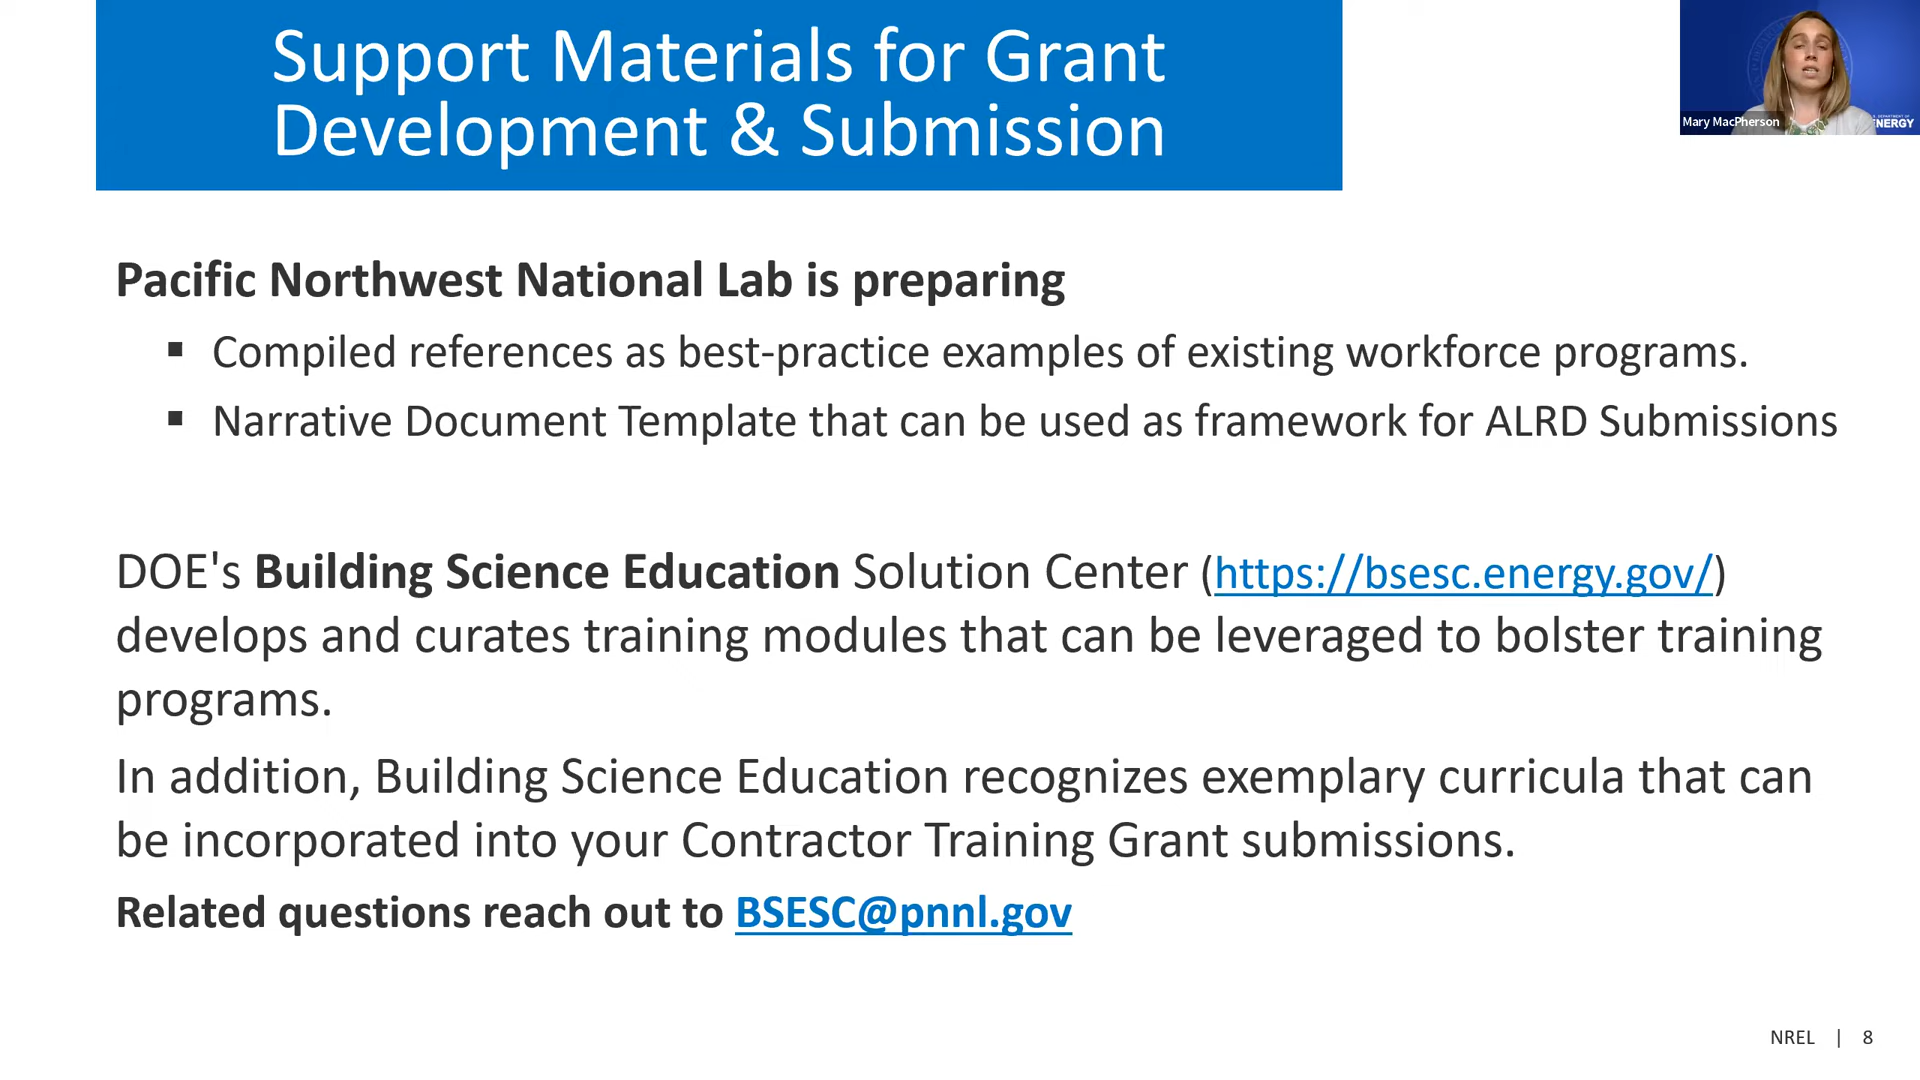 Support Materials for Grant
Development & Submission
Mary MacPherson
ENERGY
Pacific Northwest National Lab is preparing
▪ Compiled references as best-practice examples of existing workforce programs.
▪ Narrative Document Template that can be used as framework for ALRD Submissions
DOE's Building Science Education Solution Center (https://bsesc.energy.gov/)
develops and curates training modules that can be leveraged to bolster training
programs.
In addition, Building Science Education recognizes exemplary curricula that can
be incorporated into your Contractor Training Grant submissions.
Related questions reach out to BSESC@pnnl.gov
NREL | 8